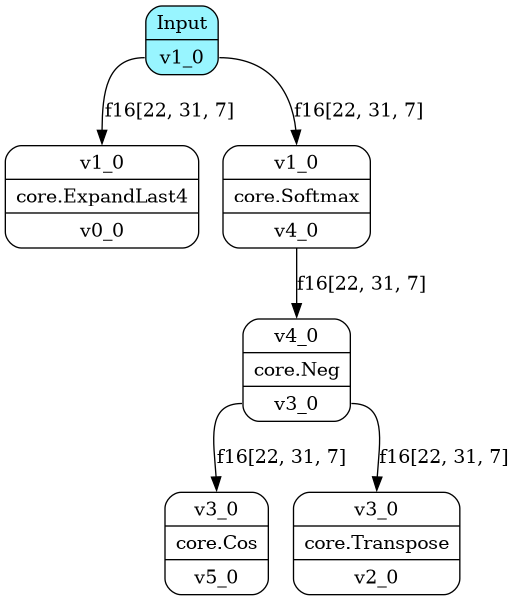 Input
v1_0
f16[22, 31, 7]
f16[22, 31, 7]
v1_0
core.ExpandLast4
v0_0
v1_0
core.Softmax
v4_0
f16[22, 31, 7]
v4_0
core.Neg
v3_0
f16[22, 31, 7]
f16[22, 31, 7]
v3_0
core.Cos
v5_0
v3_0
core.Transpose
v2_0